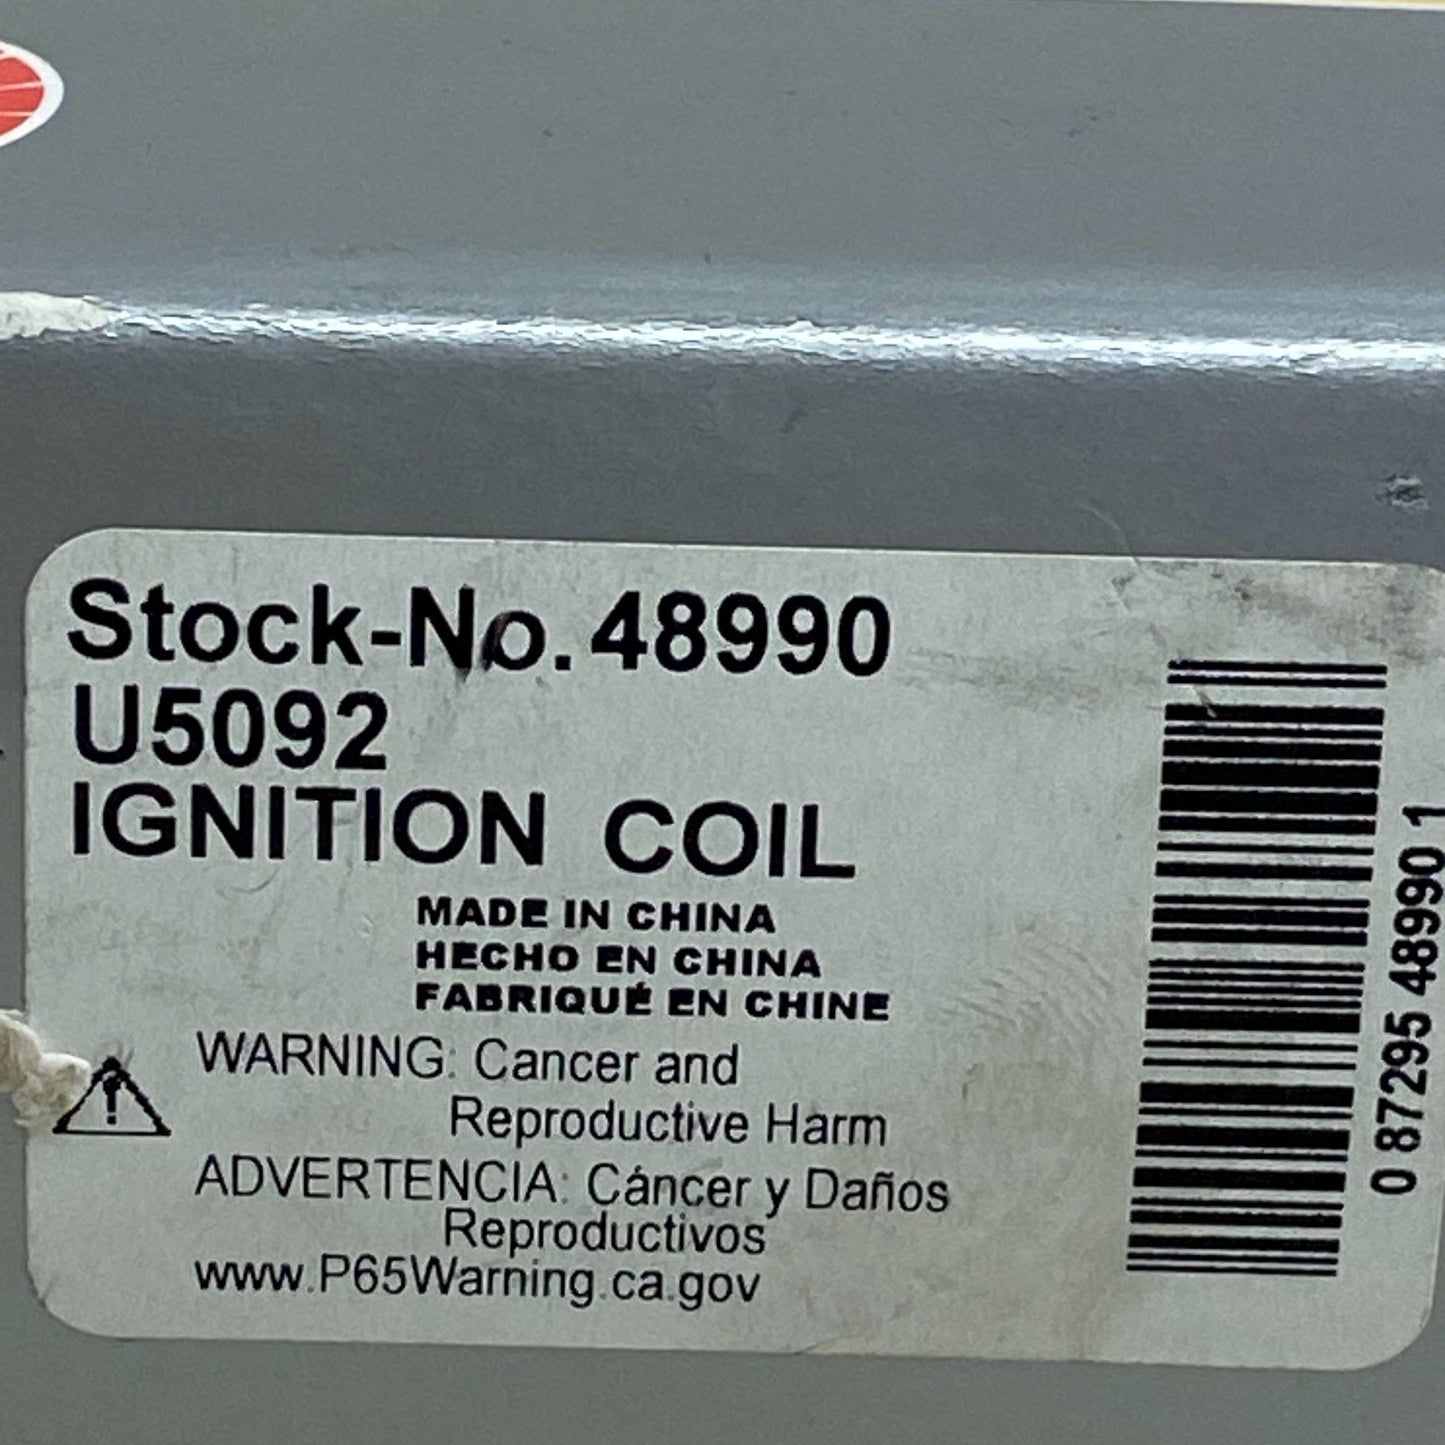 Stock-No. 48990
U5092
IGNITION COIL
MADE IN CHINA
HECHO EN CHINA
FABRIQUÉ EN CHINE
WARNING: Cancer and
Reproductive Harm
ADVERTENCIA: Cáncer y Daños
Reproductivos
www.P65Warning.ca.gov
0 87295 48990 1